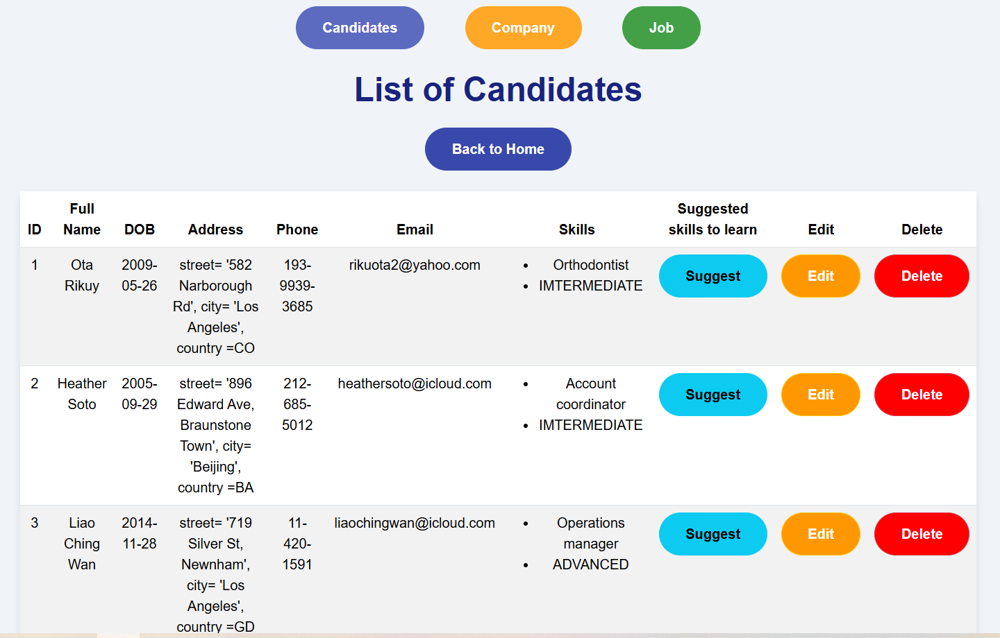 Candidates Company Job
List of Candidates
Back to Home
Full Suggested
ID Name DOB Address Phone Email Skills skills to learn Edit Delete
1 Ota 2009- street= '582 193- rikuota2@yahoo.com • Orthodontist Suggest Edit Delete
Rikuy 05-26 Narborough 9939- • IMTERMEDIATE
Rd', city= 'Los 3685
Angeles',
country =CO
2 Heather 2005- street= '896 212- heathersoto@icloud.com • Account Suggest Edit Delete
Soto 09-29 Edward Ave, 685- coordinator
Braunstone 5012 • IMTERMEDIATE
Town', city=
'Beijing',
country =BA
3 Liao 2014- street= '719 11- liaochingwan@icloud.com • Operations Suggest Edit Delete
Ching 11-28 Silver St, 420- manager
Wan Newnham', 1591 • ADVANCED
city= 'Los
Angeles',
country =GD